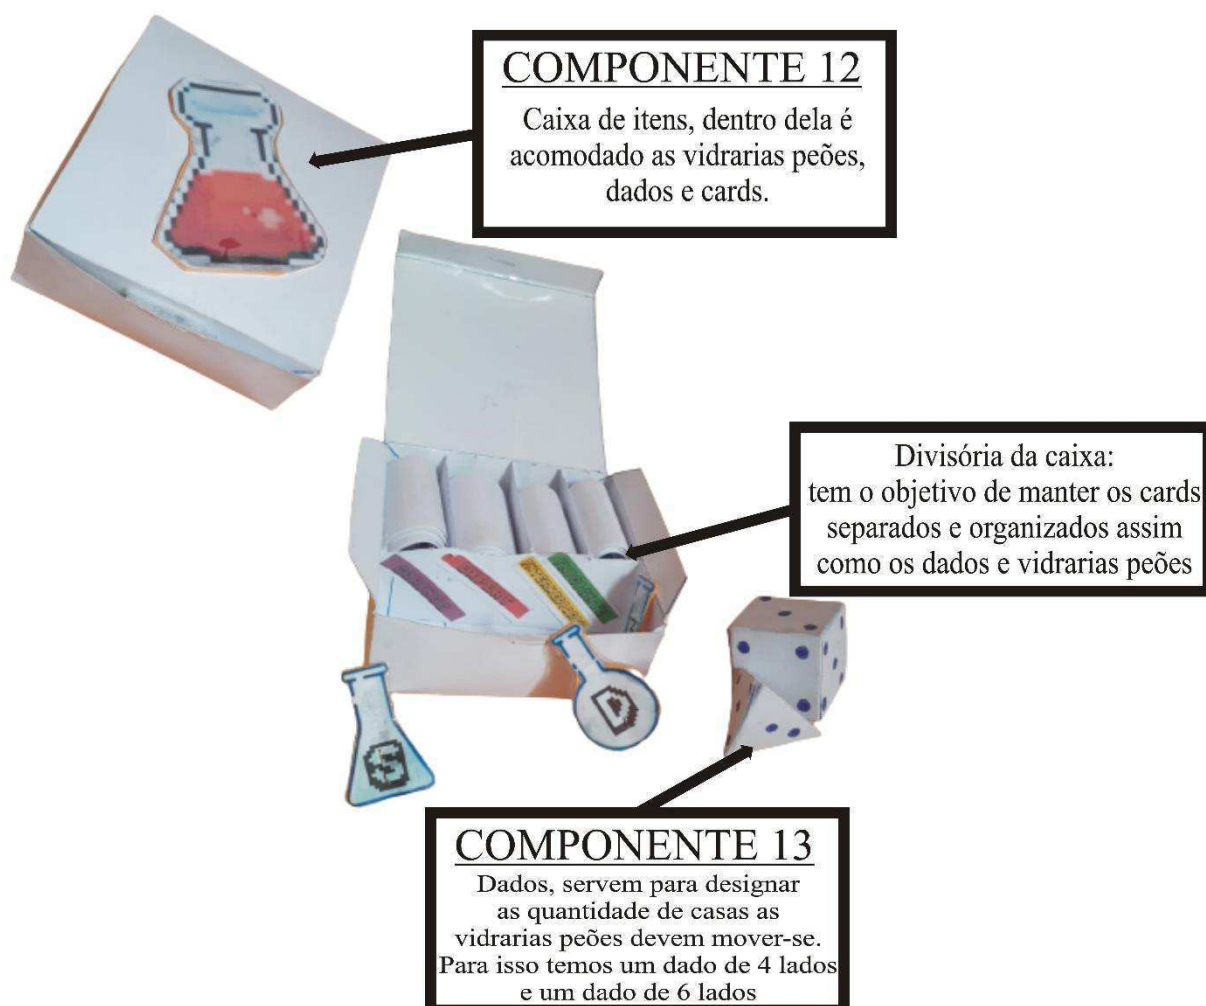 COMPONENTE 12
Caixa de itens, dentro dela é
acomodado as vidrarias peões,
dados e cards.
Divisória da caixa:
tem o objetivo de manter os cards
separados e organizados assim
como os dados e vidrarias peões
S
D
COMPONENTE 13
Dados, servem para designar
as quantidade de casas as
vidrarias peões devem mover-se.
Para isso temos um dado de 4 lados
e um dado de 6 lados